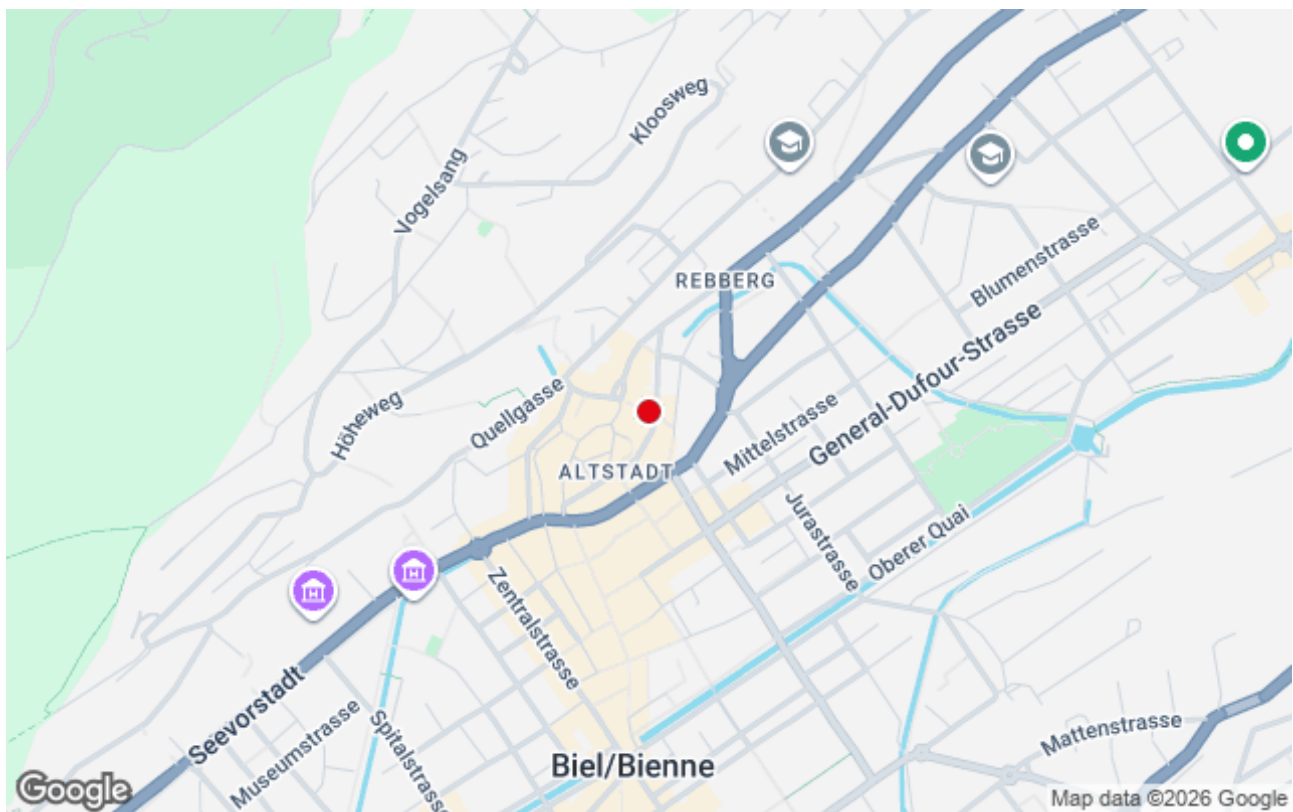 Kloosweg
Vogelsang
REBBERG
Blumenstrasse
General-Dufour-Strasse
Höheweg
Quellgasse
Mittelstrasse
ALTSTADT
Jurastrasse
Oberer Quai
Zentralstrasse
Seevorstadt
Museumstrasse
Spitalstrasse
Mattenstrasse
Biel/Bienne
Google
Map data ©2026 Google